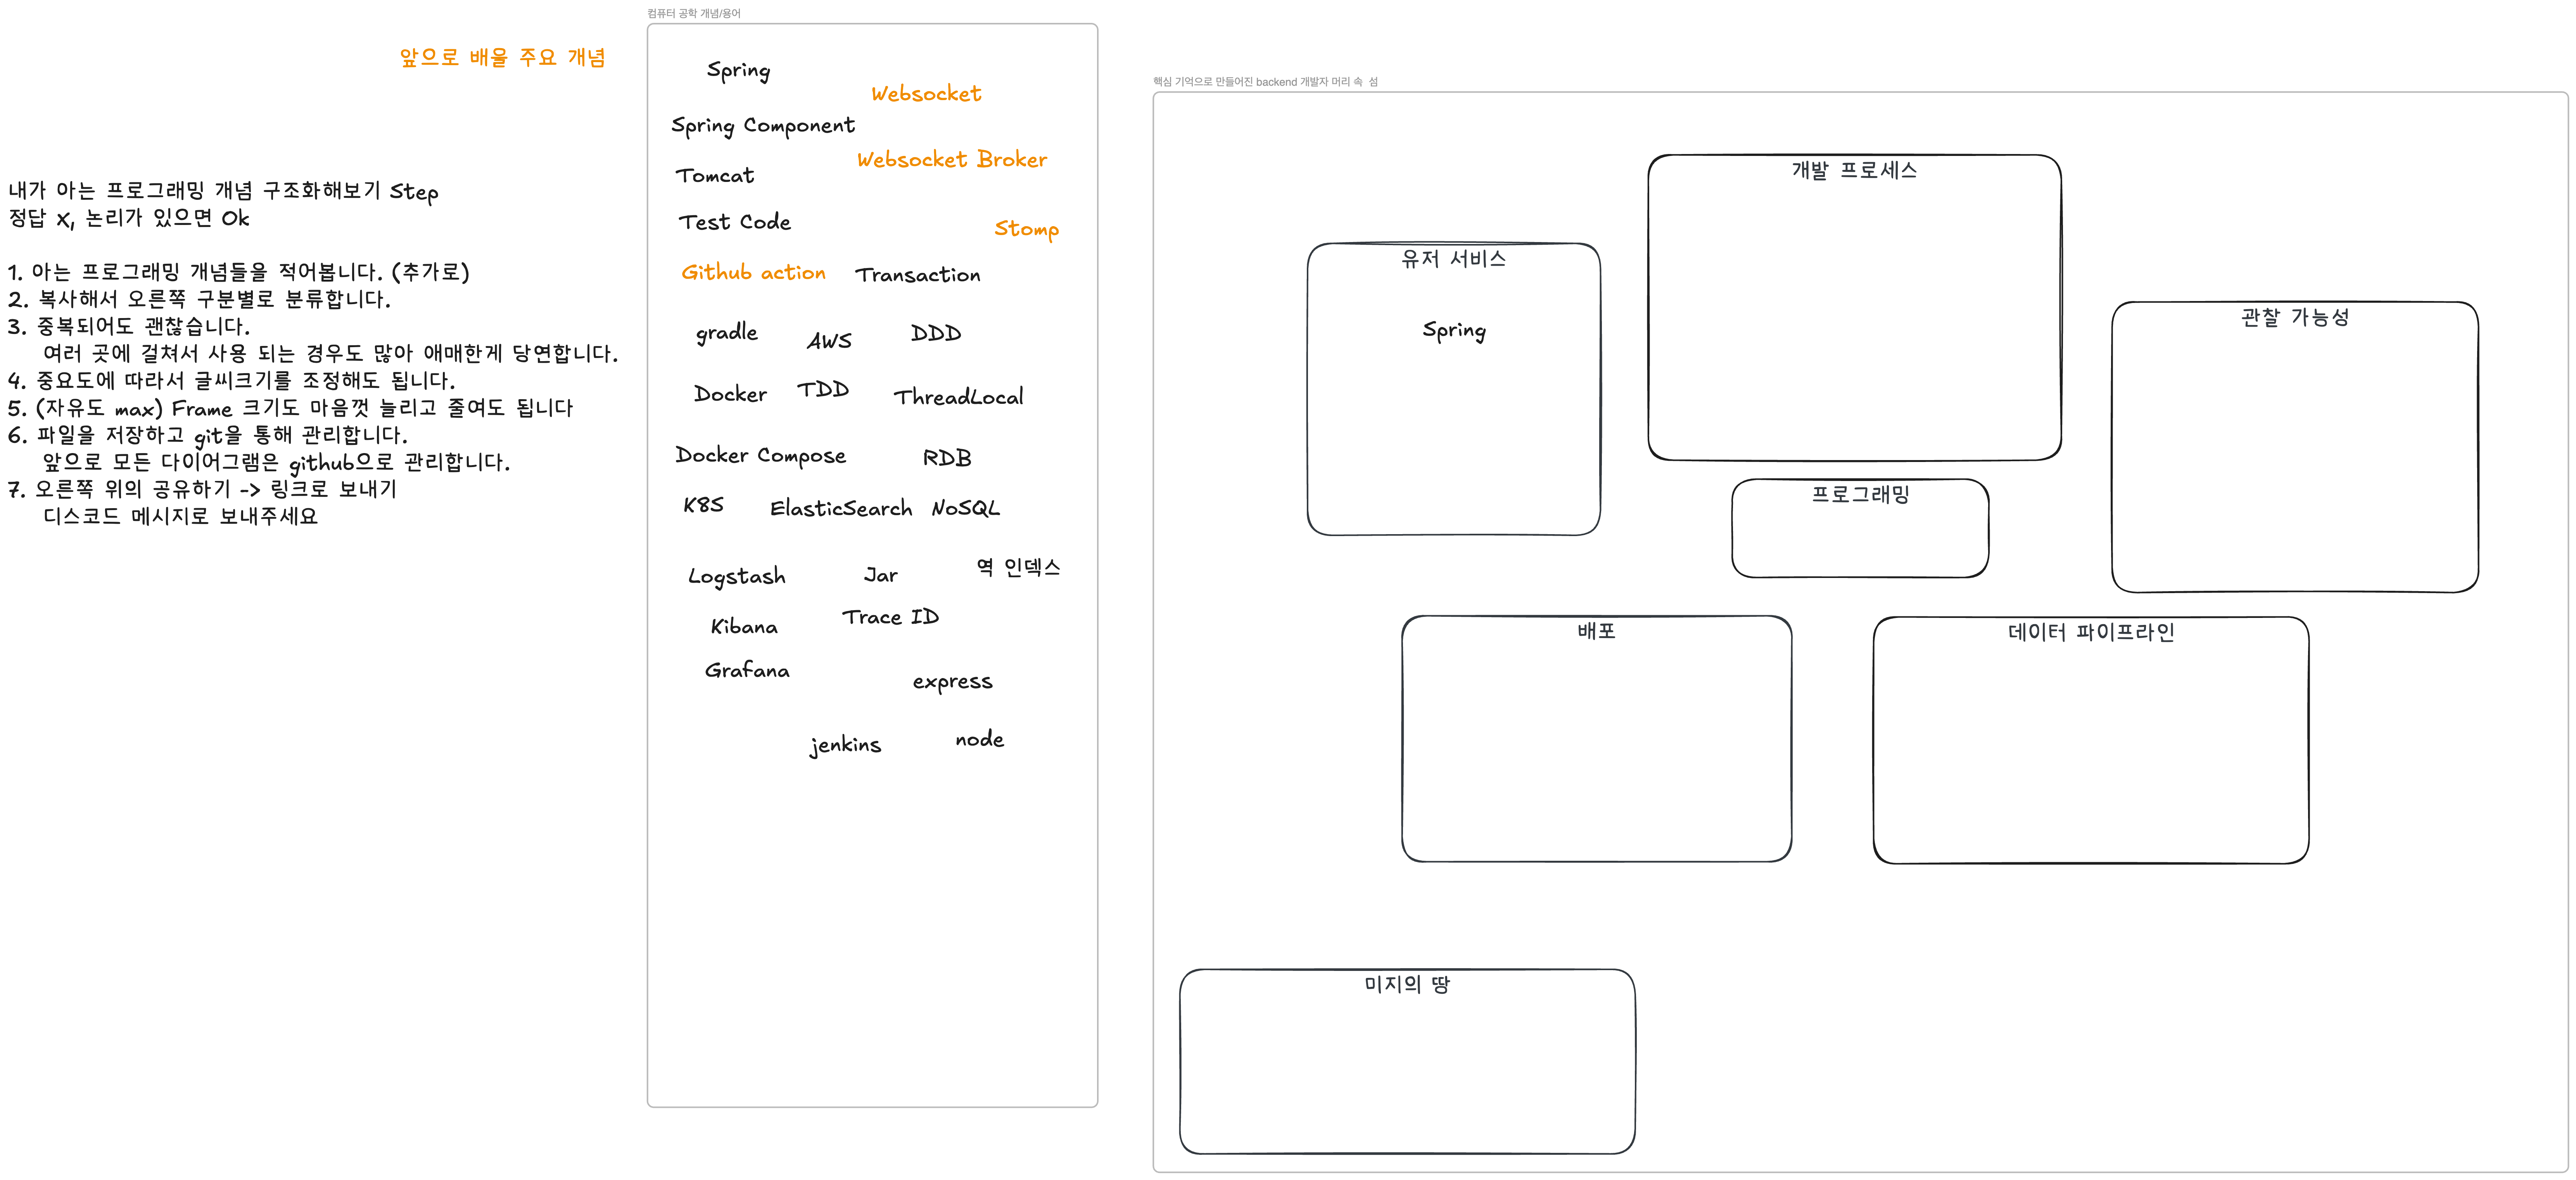 앞으로 배울 주요 개념
내가 아는 프로그래밍 개념 구조화해보기 Step
정답 X, 논리가 있으면 Ok
1. 아는 프로그래밍 개념들을 적어봅니다. (추가로)
2. 복사해서 오른쪽 구분별로 분류합니다.
3. 중복되어도 괜찮습니다.
여러 곳에 걸쳐서 사용 되는 경우도 많아 애매한게 당연합니다.
4. 중요도에 따라서 글씨크기를 조정해도 됩니다.
5. (자유도 max) Frame 크기도 마음껏 늘리고 줄여도 됩니다
6. 파일을 저장하고 git을 통해 관리합니다.
앞으로 모든 다이어그램은 github으로 관리합니다.
7. 오른쪽 위의 공유하기 -> 링크로 보내기
디스코드 메시지로 보내주세요
컴퓨터 공학 개념/용어
Spring
Websocket
Spring Component
Websocket Broker
Tomcat
Test Code
Stomp
Github action
Transaction
gradle
AWS
DDD
Docker
TDD
ThreadLocal
Docker Compose
RDB
K8S
ElasticSearch
NoSQL
Logstash
Jar
역 인덱스
Kibana
Trace ID
Grafana
express
jenkins
node
핵심 기억으로 만들어진 backend 개발자 머리 속 섬
개발 프로세스
유저 서비스
Spring
관찰 가능성
프로그래밍
배포
데이터 파이프라인
미지의 땅